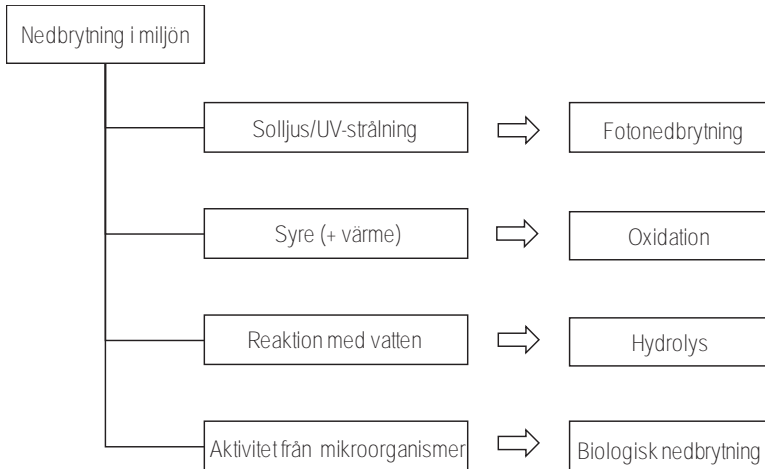 Nedbrytning i miljön
Solljus/UV-strålning
Fotonedbrytning
Syre (+ värme)
Oxidation
Reaktion med vatten
Hydrolys
Aktivitet från mikroorganismer
Biologisk nedbrytning